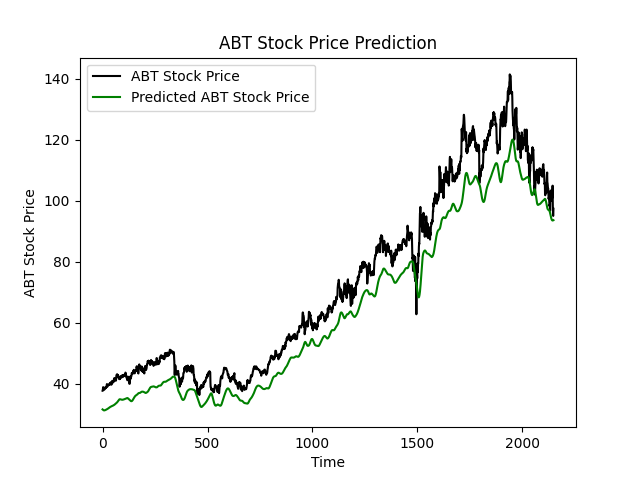 ABT Stock Price Prediction
ABT Stock Price
Predicted ABT Stock Price
140
120
100
80
60
40
ABT Stock Price
0
500
1000
1500
2000
Time